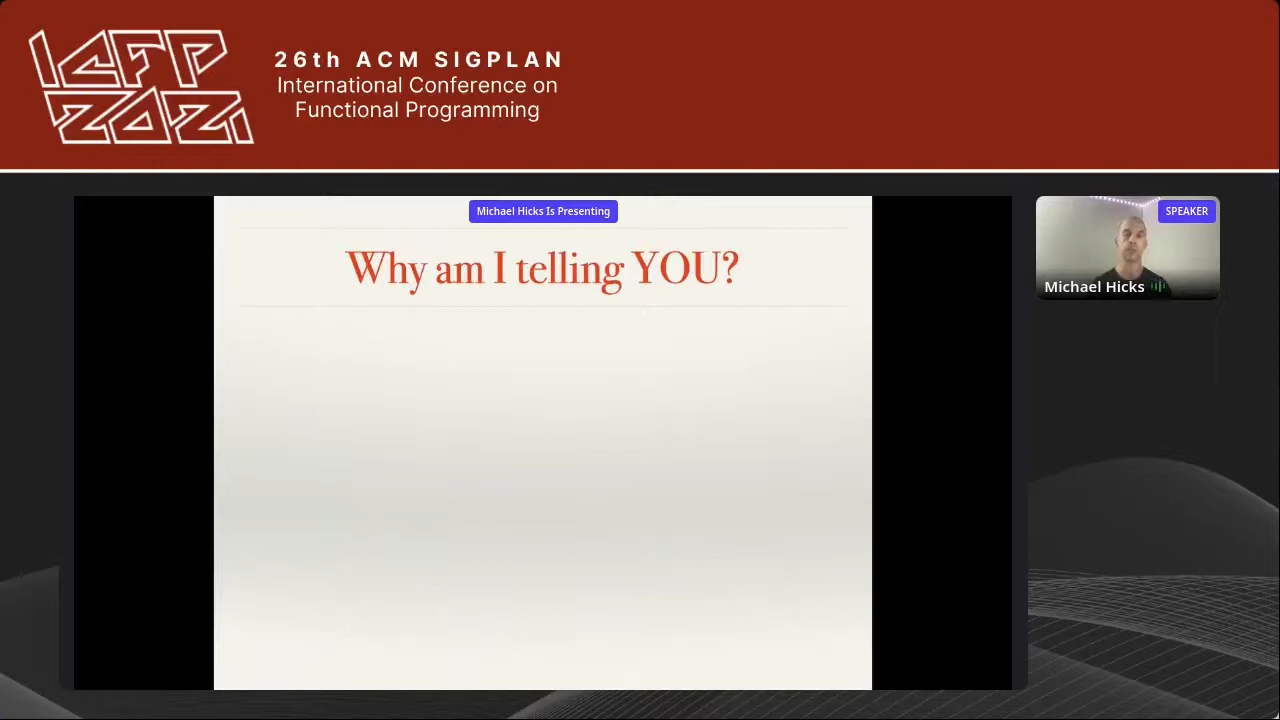 ICFP
2021
26th ACM SIGPLAN
International Conference on
Functional Programming
Michael Hicks Is Presenting
Why am I telling YOU?
SPEAKER
Michael Hicks